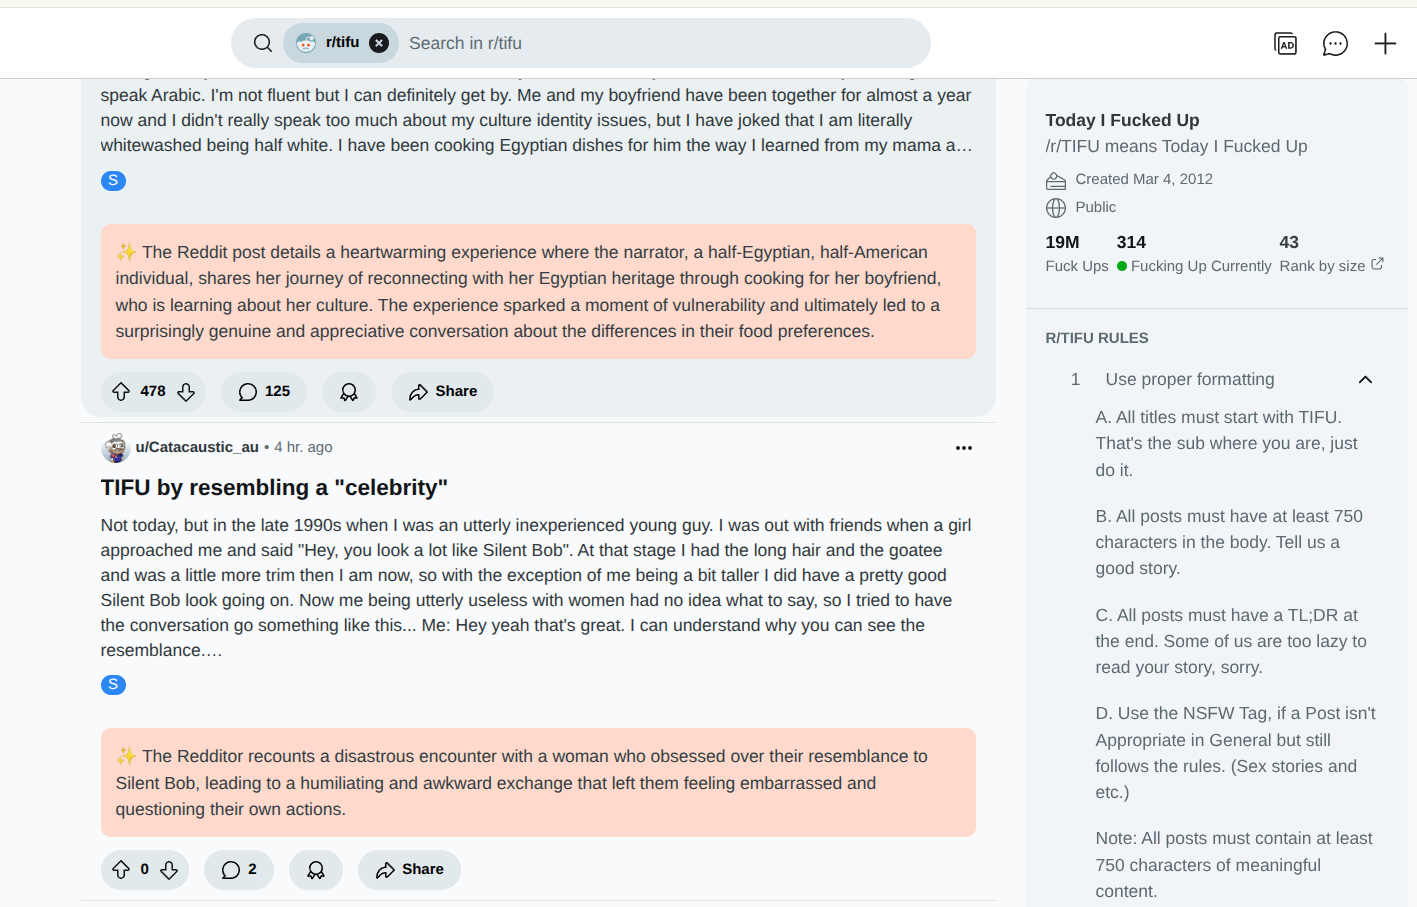 r/tifu
Search in r/tifu
AD
speak Arabic. I'm not fluent but I can definitely get by. Me and my boyfriend have been together for almost a year
now and I didn't really speak too much about my culture identity issues, but I have joked that I am literally
whitewashed being half white. I have been cooking Egyptian dishes for him the way I learned from my mama a…
S
✨ The Reddit post details a heartwarming experience where the narrator, a half-Egyptian, half-American
individual, shares her journey of reconnecting with her Egyptian heritage through cooking for her boyfriend,
who is learning about her culture. The experience sparked a moment of vulnerability and ultimately led to a
surprisingly genuine and appreciative conversation about the differences in their food preferences.
478
125
Share
u/Catacaustic_au • 4 hr. ago
TIFU by resembling a "celebrity"
Not today, but in the late 1990s when I was an utterly inexperienced young guy. I was out with friends when a girl
approached me and said "Hey, you look a lot like Silent Bob". At that stage I had the long hair and the goatee
and was a little more trim then I am now, so with the exception of me being a bit taller I did have a pretty good
Silent Bob look going on. Now me being utterly useless with women had no idea what to say, so I tried to have
the conversation go something like this... Me: Hey yeah that's great. I can understand why you can see the
resemblance.…
S
✨ The Redditor recounts a disastrous encounter with a woman who obsessed over their resemblance to
Silent Bob, leading to a humiliating and awkward exchange that left them feeling embarrassed and
questioning their own actions.
0
2
Share
Today I Fucked Up
/r/TIFU means Today I Fucked Up
Created Mar 4, 2012
Public
19M 314 43
Fuck Ups Fucking Up Currently Rank by size
R/TIFU RULES
1 Use proper formatting
A. All titles must start with TIFU.
That's the sub where you are, just
do it.
B. All posts must have at least 750
characters in the body. Tell us a
good story.
C. All posts must have a TL;DR at
the end. Some of us are too lazy to
read your story, sorry.
D. Use the NSFW Tag, if a Post isn't
Appropriate in General but still
follows the rules. (Sex stories and
etc.)
Note: All posts must contain at least
750 characters of meaningful
content.